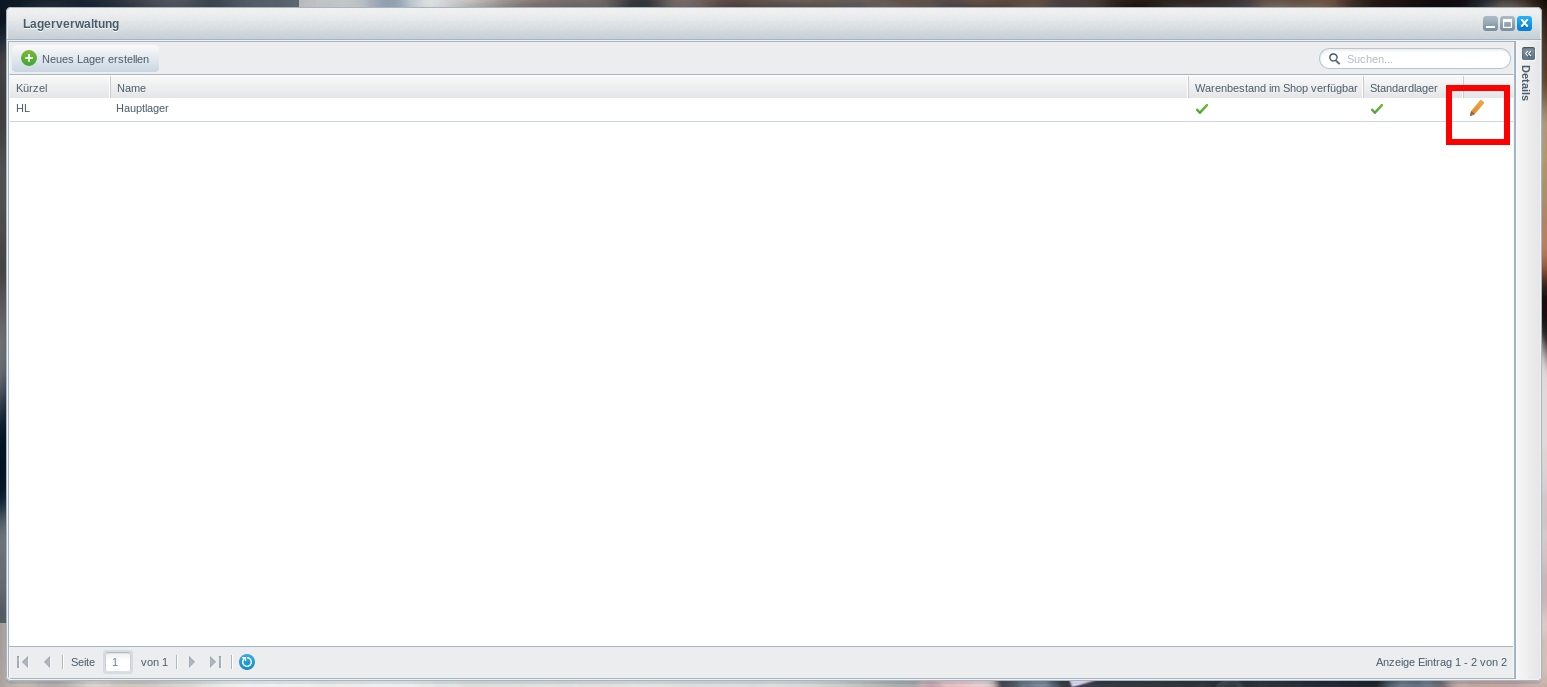 Lagerverwaltung
Neues Lager erstellen
Suchen...
Details
Kürzel Name Warenbestand im Shop verfügbar Standardlager
HL Hauptlager
Seite 1 von 1
Anzeige Eintrag 1 - 2 von 2